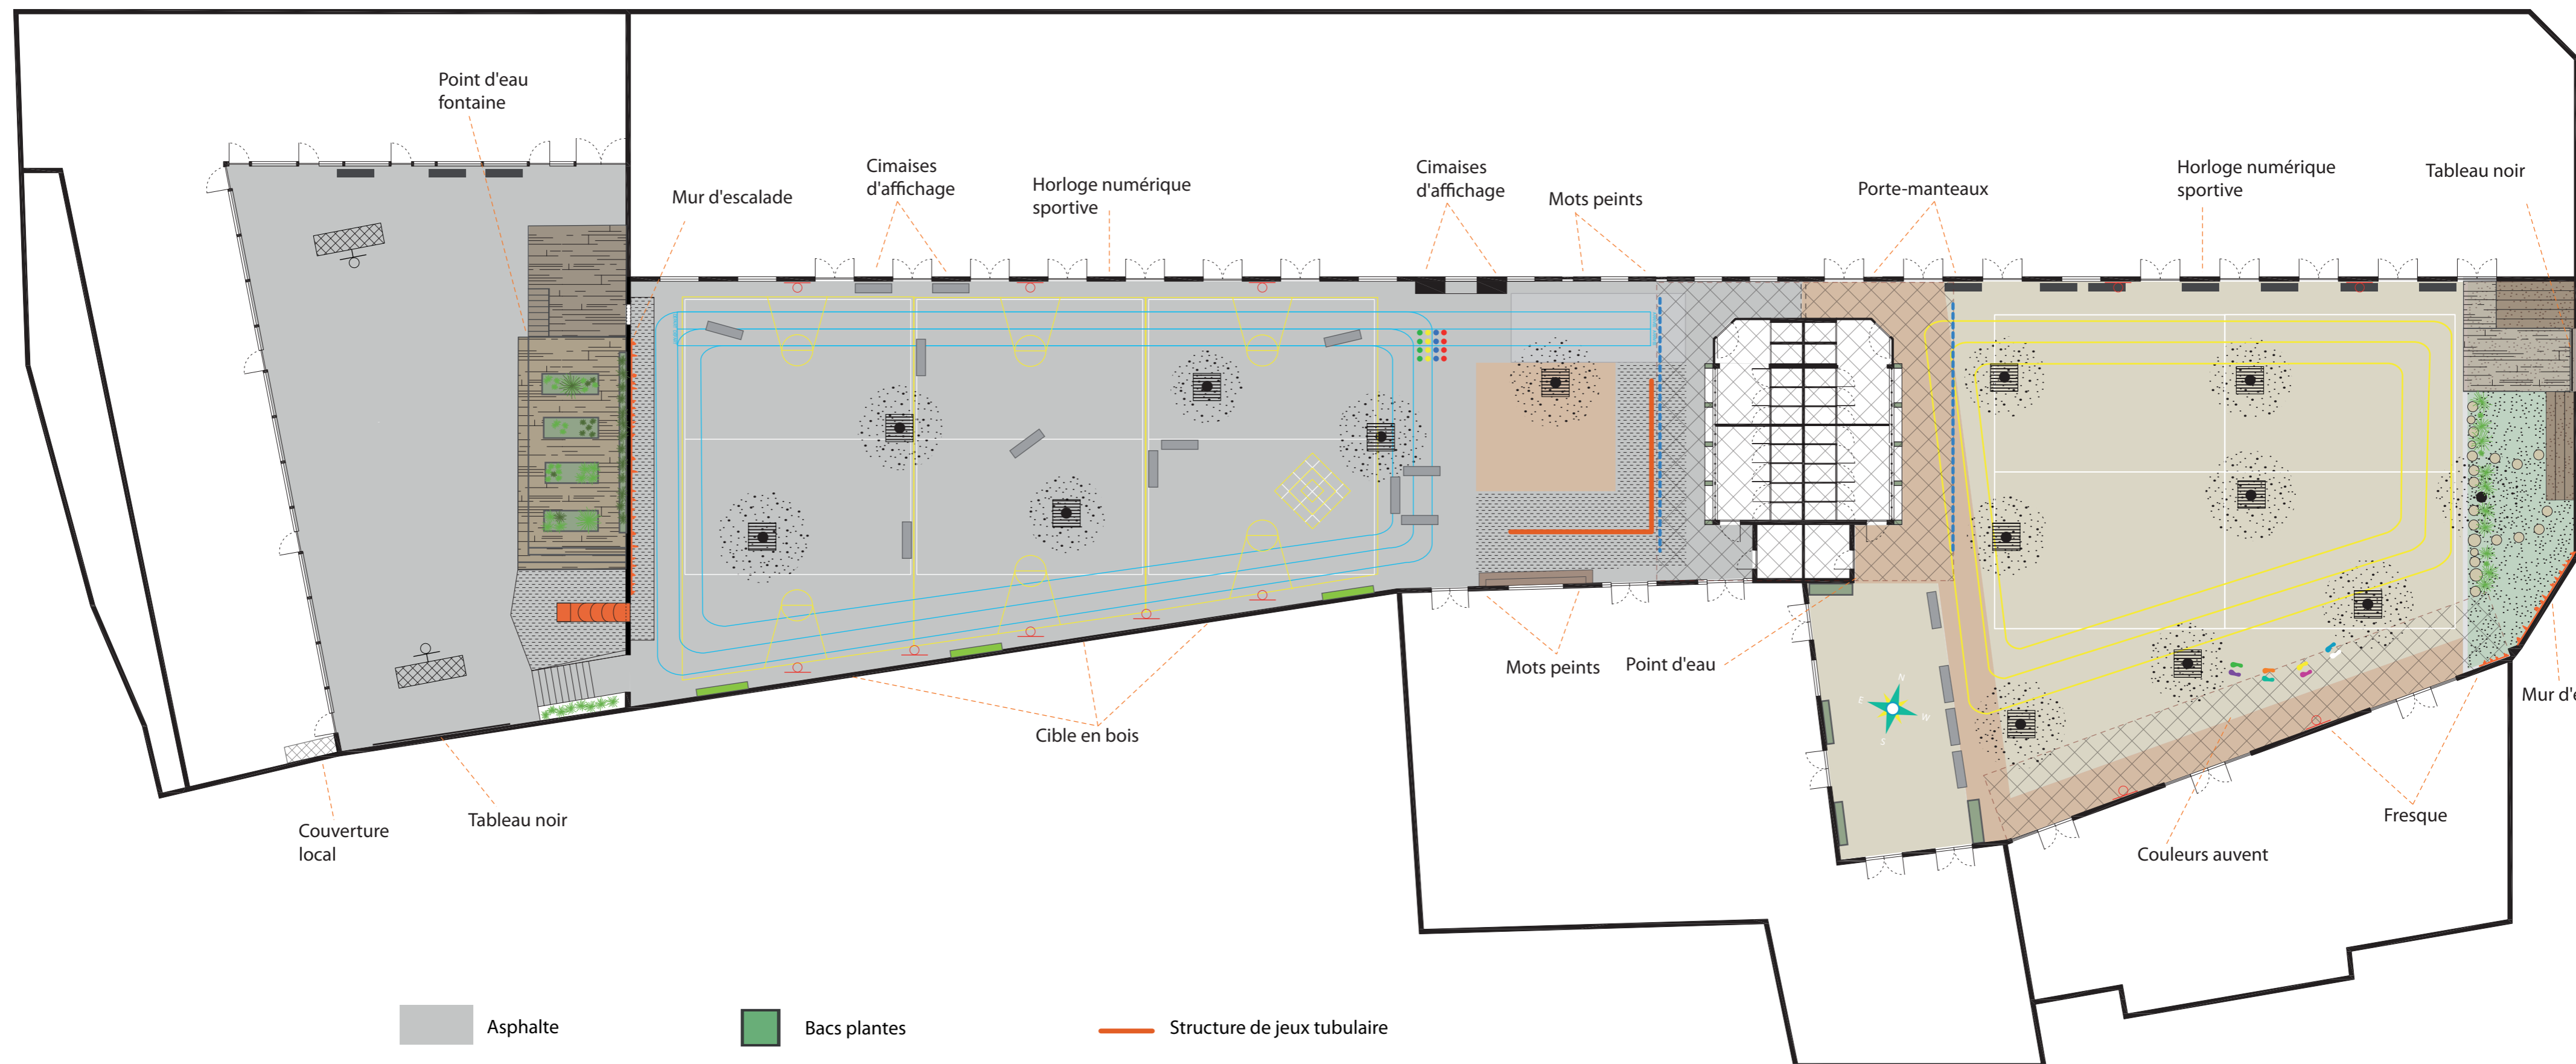 Point d'eau
fontaine
Mur d'escalade
Cimaises
d'affichage
Horloge numérique
sportive
Cimaises
d'affichage
Mots peints
Porte-manteaux
Horloge numérique
sportive
Tableau noir
N
E
W
S
Mots peints
Point d'eau
Mur d'e
Cible en bois
Couverture
local
Tableau noir
Fresque
Couleurs auvent
Asphalte
Bacs plantes
Structure de jeux tubulaire